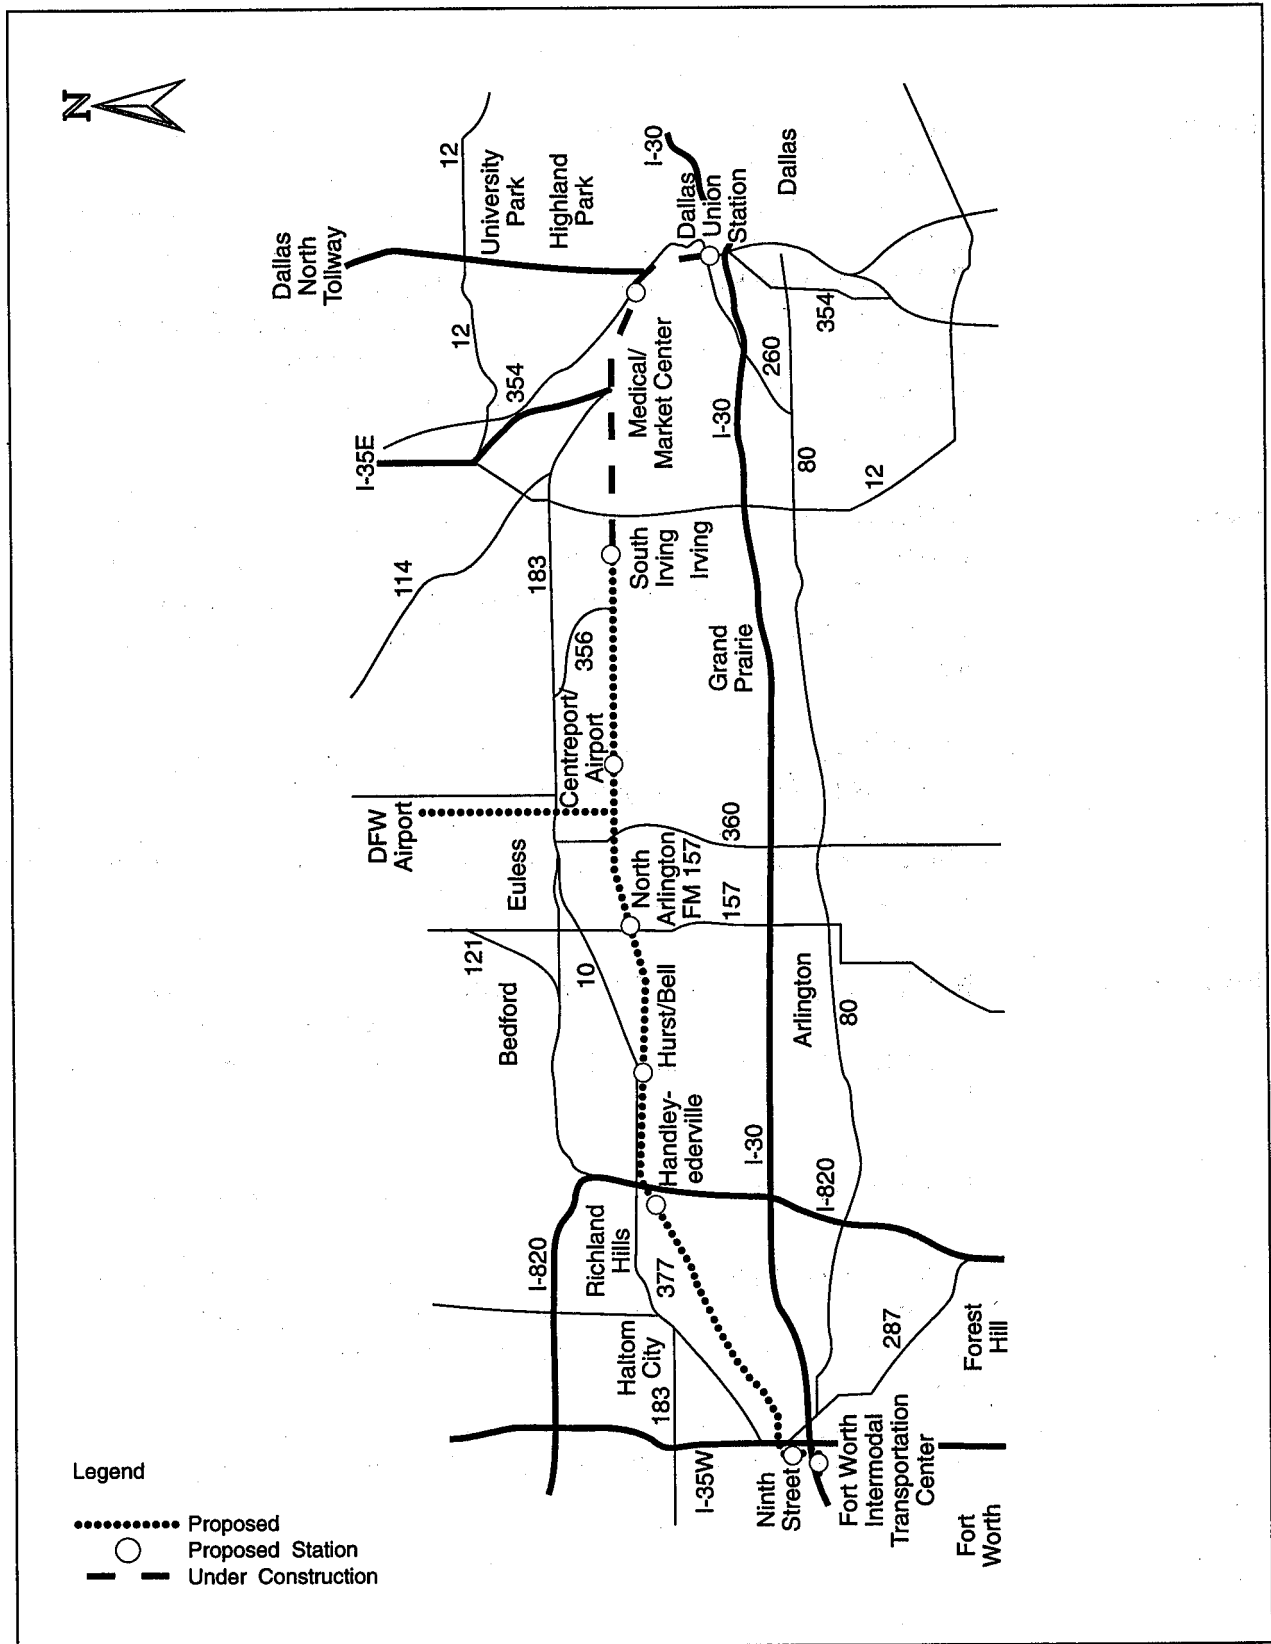 N
Legend
Proposed
Proposed Station
Under Construction
I-820
I-35W
183
Haltom
City
Richland
Hills
377
Ninth
Street
Fort Worth
Intermodal
Transportation
Center
Fort
Worth
287
Forest
Hill
I-820
I-30
Handley-
ederville
Hurst/Bell
Bedford
121
10
Euless
North
Arlington
FM 157
157
360
Arlington
80
DFW
Airport
Centreport/
Airport
356
183
114
Grand
Prairie
South
Irving
Irving
I-35E
354
12
12
Dallas
North
Tollway
University
Park
Highland
Park
Medical/
Market Center
I-30
80
12
260
354
I-30
Dallas
Union
Station
Dallas